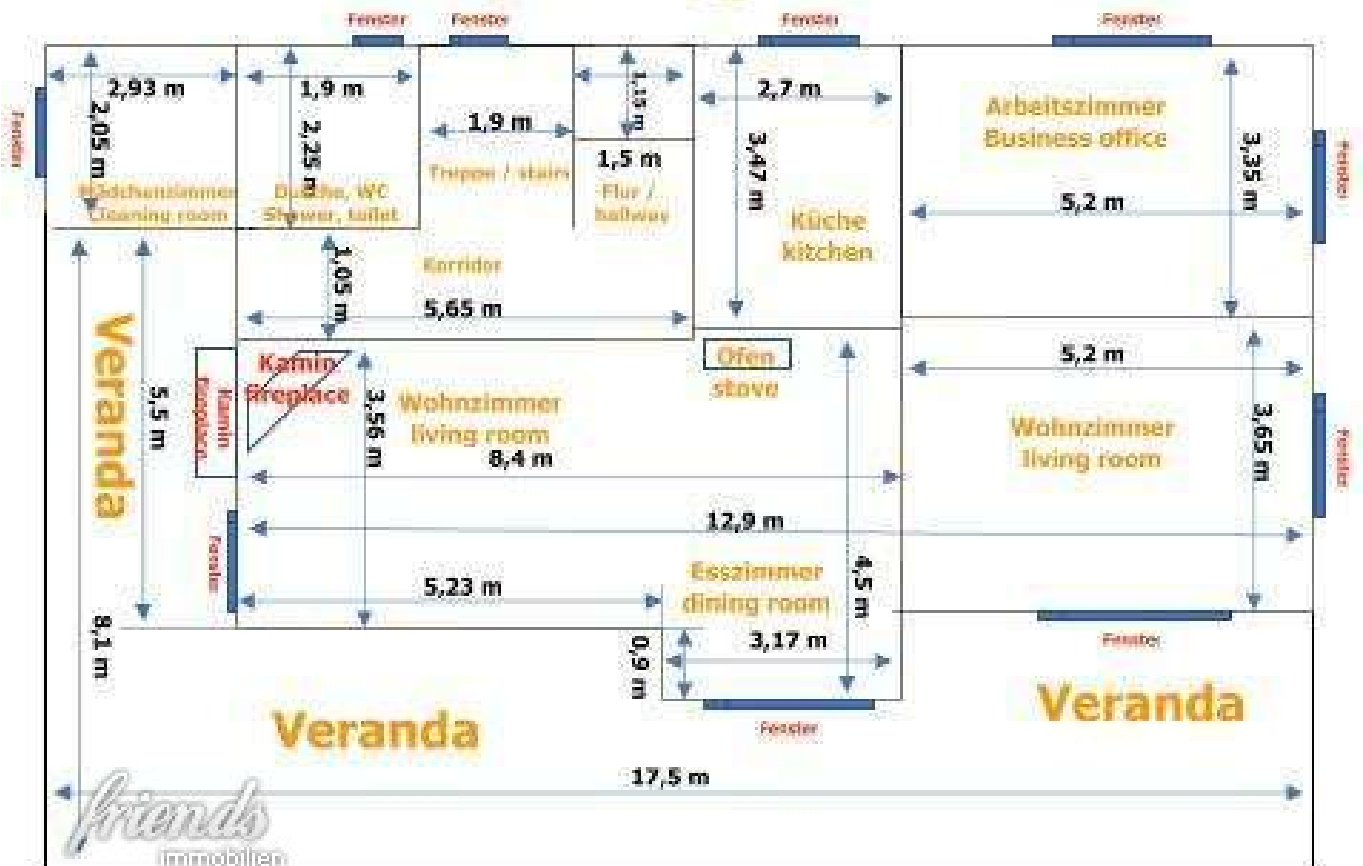 Fenster
Fenster
Fenster
Fenster
2,93 m
1,9 m
1,15 m
2,7 m
Arbeitszimmer
Business office
Fenster
2,05 m
2,25 m
1,9 m
1,5 m
3,47 m
3,35 m
Fenster
Mädchenzimmer
Cleaning room
Dusche, WC
Shower, toilet
Treppe / stairs
Flur /
hallway
5,2 m
Küche
kitchen
Korridor
1,05 m
5,65 m
Veranda
5,5 m
Kamin
fireplace
Kamin
fireplace
3,56 m
Wohnzimmer
living room
8,4 m
Ofen
stove
5,2 m
Wohnzimmer
living room
3,65 m
Fenster
12,9 m
Fenster
5,23 m
Esszimmer
dining room
4,5 m
8,1 m
0,9 m
3,17 m
Fenster
Fenster
Veranda
Veranda
17,5 m
friends
immobilien